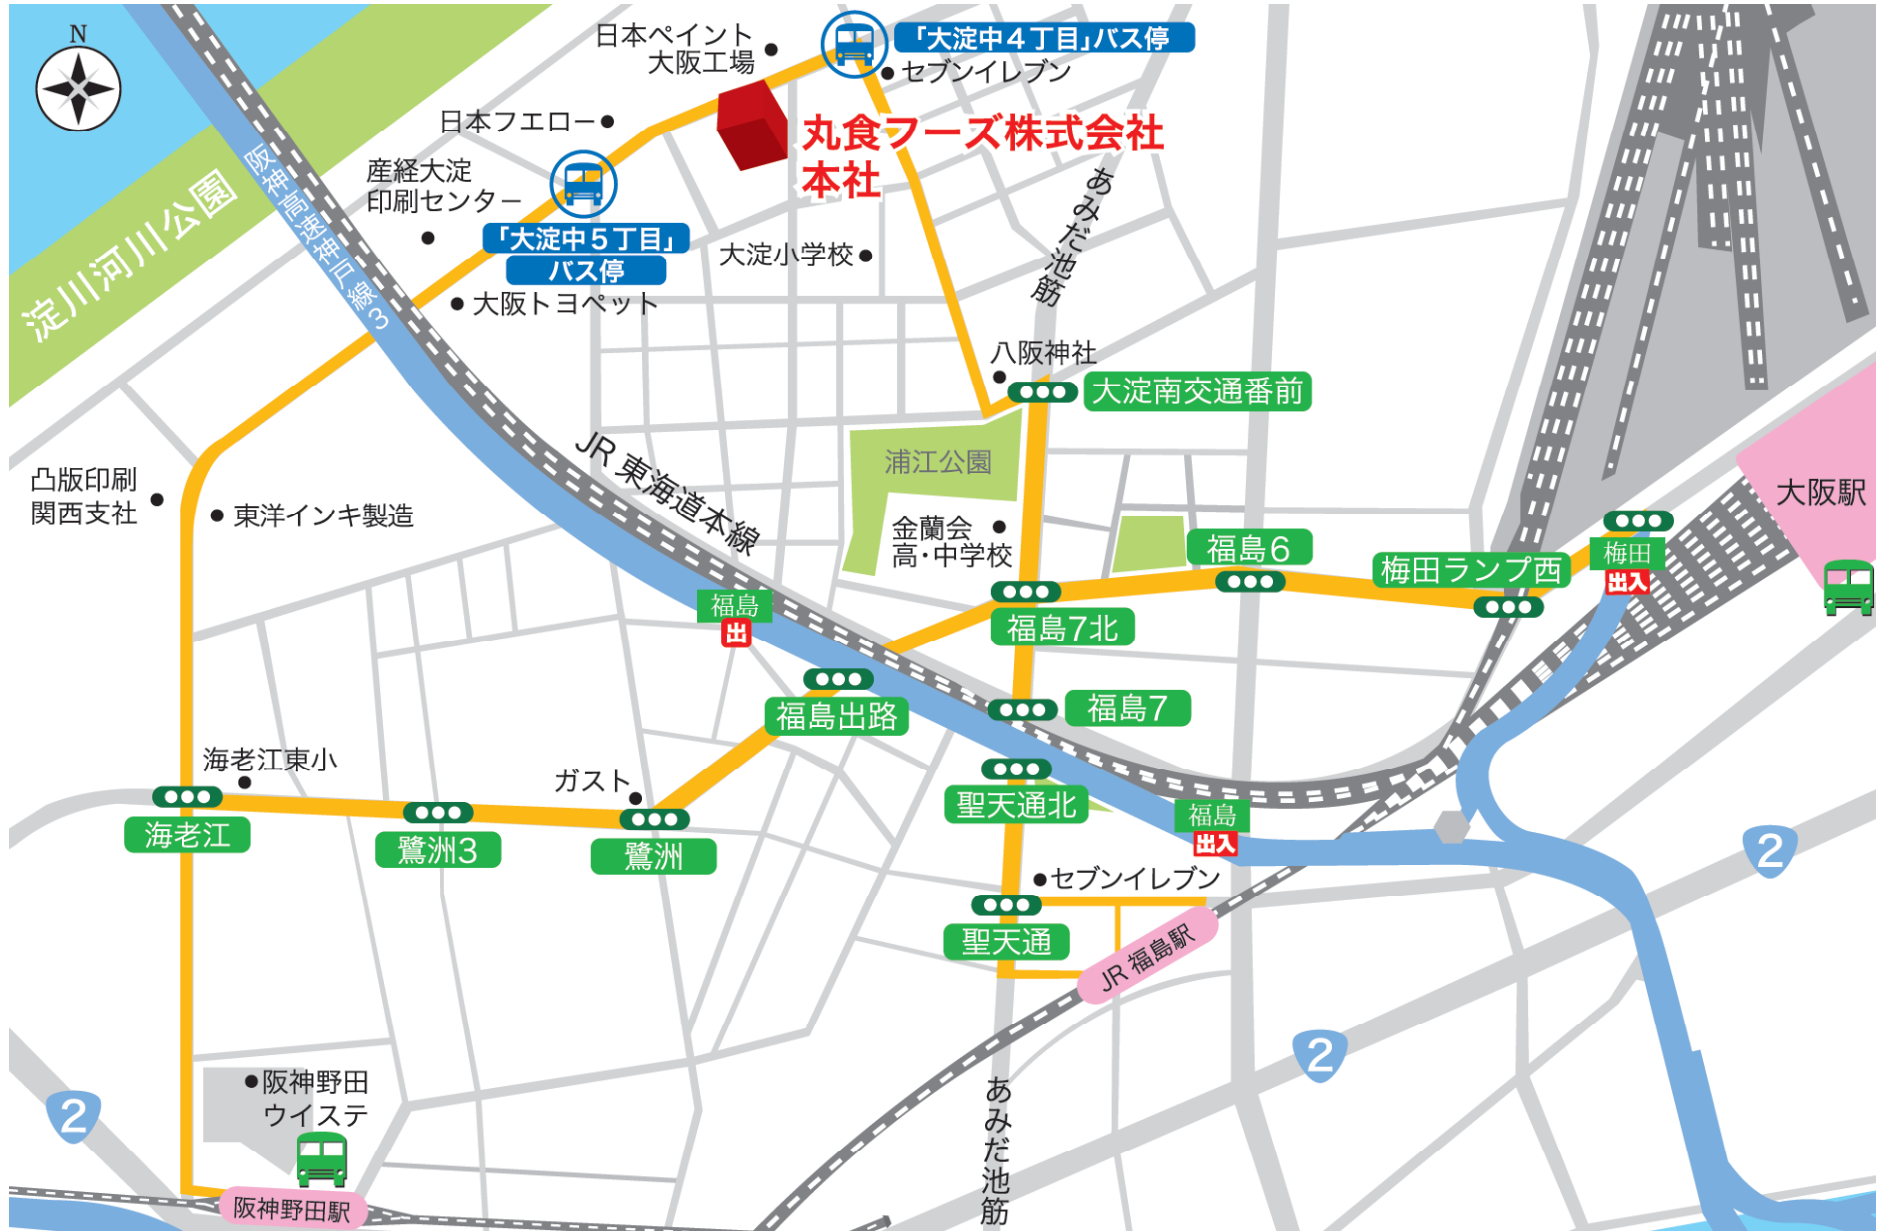 N
日本ペイント
大阪工場
「大淀中4丁目」バス停
セブンイレブン
日本フエロー
丸食フーズ株式会社
本社
産経大淀
印刷センター
「大淀中5丁目」
バス停
大阪トヨペット
大淀小学校
あみだ池筋
淀川河川公園
阪神高速神戸線3
八阪神社
大淀南交通番前
JR 東海道本線
浦江公園
金蘭会
高・中学校
凸版印刷
関西支社
東洋インキ製造
大阪駅
福島6
梅田ランプ西
梅田
出入
福島
出
福島7北
福島出路
福島7
海老江東小
ガスト
聖天通北
福島
出入
海老江
鷺洲3
鷺洲
セブンイレブン
2
聖天通
JR 福島駅
2
2
阪神野田
ウイステ
あみだ池筋
阪神野田駅